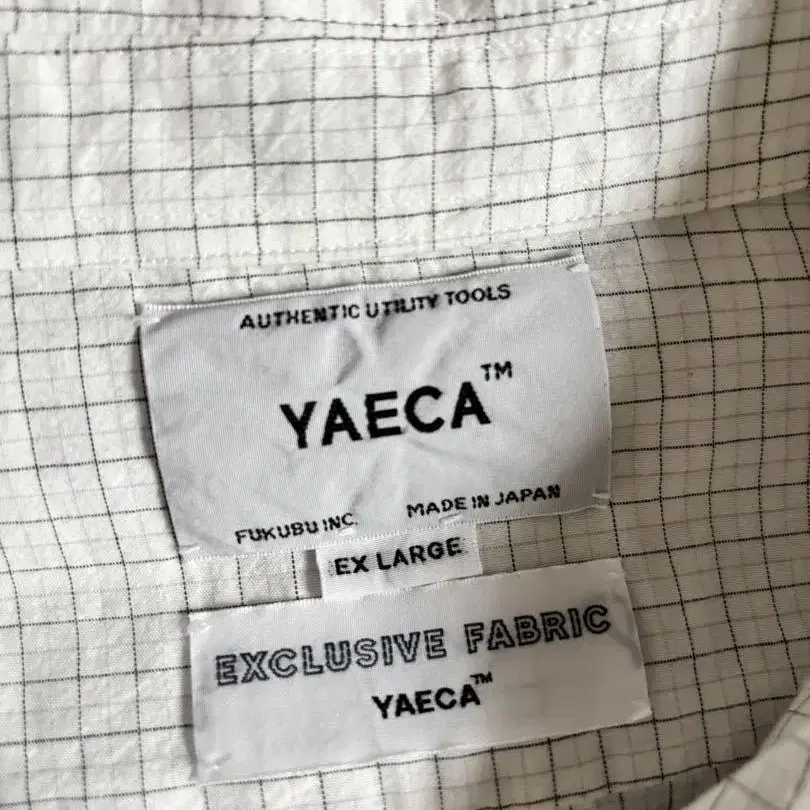 AUTHENTIC UTILITY TOOLS
YAECA™
FUKUBU INC. MADE IN JAPAN
EX LARGE
EXCLUSIVE FABRIC
YAECA™